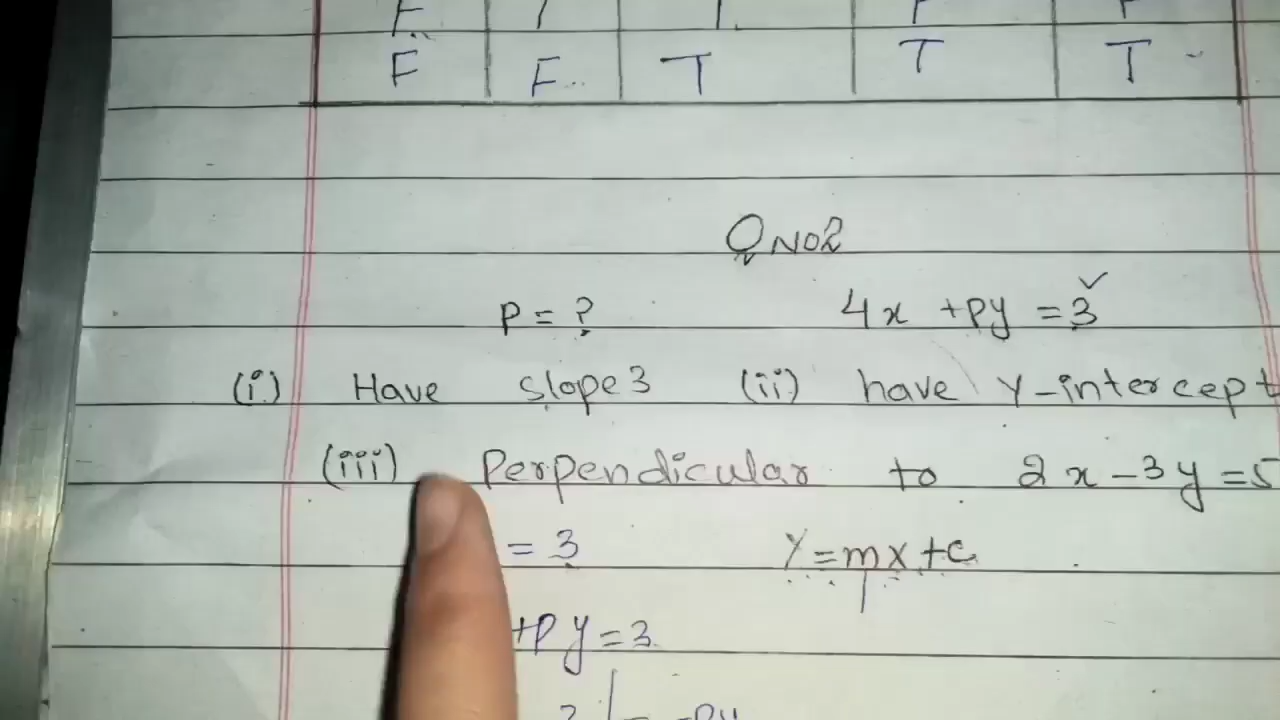 F F T T T
Q NO2
P = ? 4x + py = 3
(i) Have slope 3 (ii) have Y-intercept
(iii) Perpendicular to 2x - 3y = 5
= 3 Y = mx + c
+ P y = 3